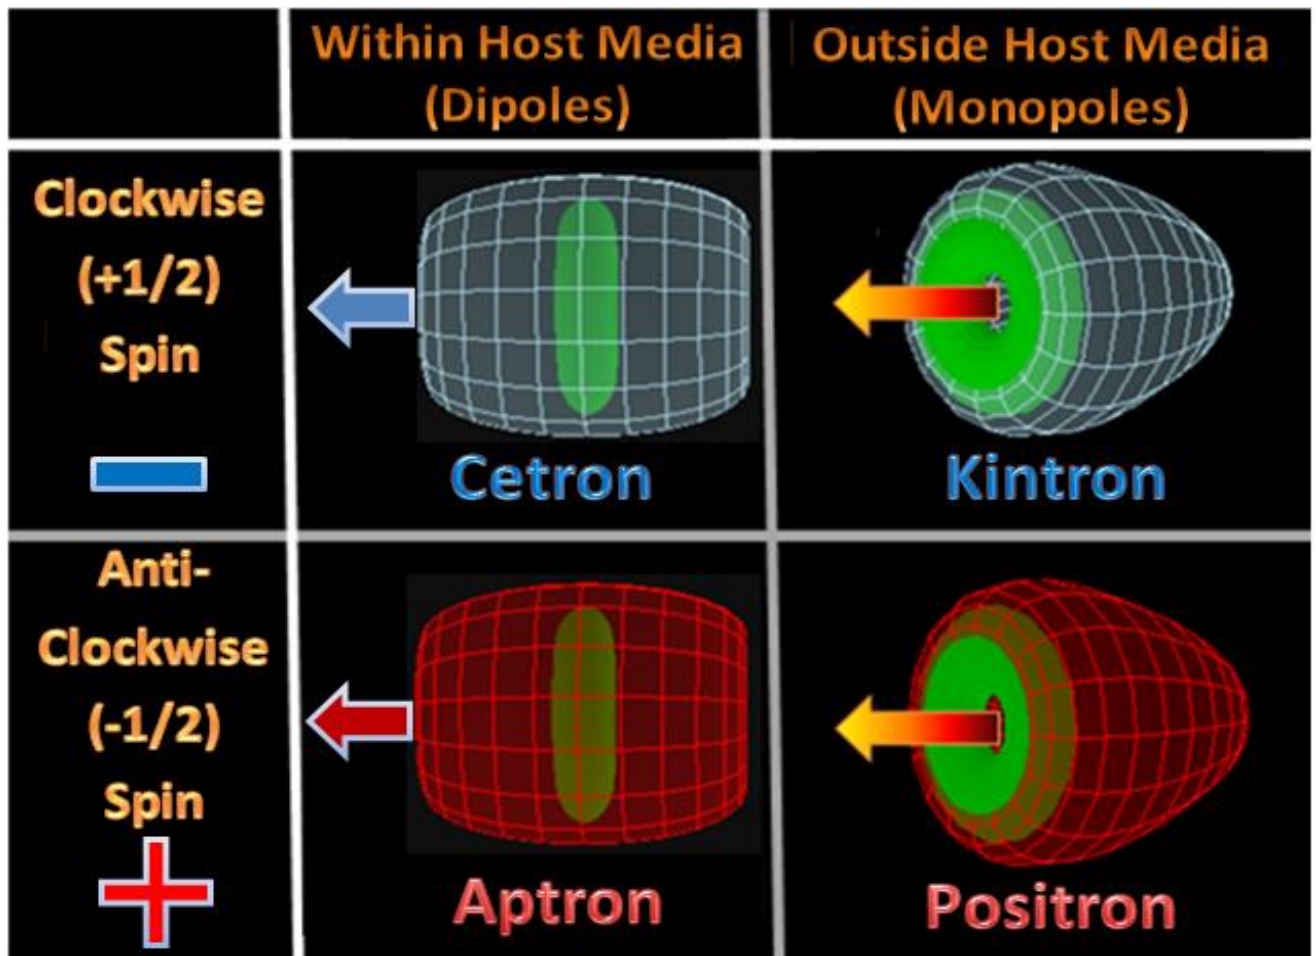 Within Host Media
(Dipoles)
Outside Host Media
(Monopoles)
Clockwise
(+1/2)
Spin
Cetron
Kintron
Anti-
Clockwise
(-1/2)
Spin
Aptron
Positron